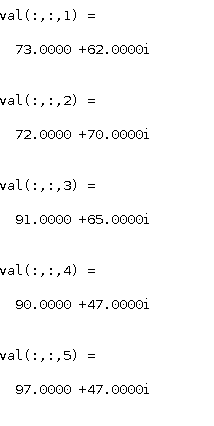 val(:,:,1) =
73.0000 +62.0000i
val(:,:,2) =
72.0000 +70.0000i
val(:,:,3) =
91.0000 +65.0000i
val(:,:,4) =
90.0000 +47.0000i
val(:,:,5) =
97.0000 +47.0000i